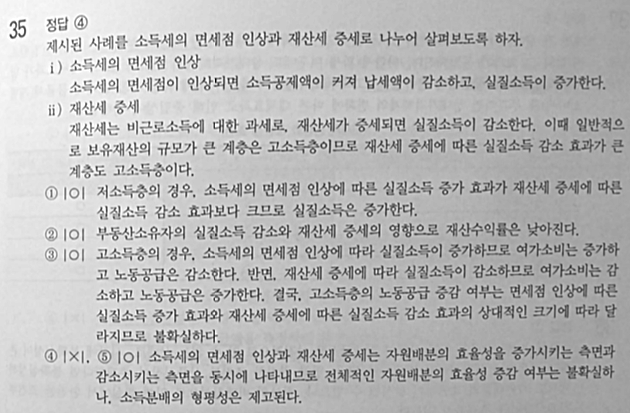 35 정답 ④
제시된 사례를 소득세의 면세점 인상과 재산세 증세로 나누어 살펴보도록 하자.
ⅰ) 소득세의 면세점 인상
소득세의 면세점이 인상되면 소득공제액이 커져 납세액이 감소하고, 실질소득이 증가한다.
ⅱ) 재산세 증세
재산세는 비근로소득에 대한 과세로, 재산세가 증세되면 실질소득이 감소한다. 이때 일반적으
로 보유재산의 규모가 큰 계층은 고소득층이므로 재산세 증세에 따른 실질소득 감소 효과가 큰
계층도 고소득층이다.
① |O| 저소득층의 경우, 소득세의 면세점 인상에 따른 실질소득 증가 효과가 재산세 증세에 따른
실질소득 감소 효과보다 크므로 실질소득은 증가한다.
② |O| 부동산소유자의 실질소득 감소와 재산세 증세의 영향으로 재산수익률은 낮아진다.
③ |O| 고소득층의 경우, 소득세의 면세점 인상에 따라 실질소득이 증가하므로 여가소비는 증가하
고 노동공급은 감소한다. 반면, 재산세 증세에 따라 실질소득이 감소하므로 여가소비는 감
소하고 노동공급은 증가한다. 결국, 고소득층의 노동공급 증감 여부는 면세점 인상에 따른
실질소득 증가 효과와 재산세 증세에 따른 실질소득 감소 효과의 상대적인 크기에 따라 달
라지므로 불확실하다.
④ |×|, ⑤ |O| 소득세의 면세점 인상과 재산세 증세는 자원배분의 효율성을 증가시키는 측면과
감소시키는 측면을 동시에 나타내므로 전체적인 자원배분의 효율성 증감 여부는 불확실하
나, 소득분배의 형평성은 제고된다.